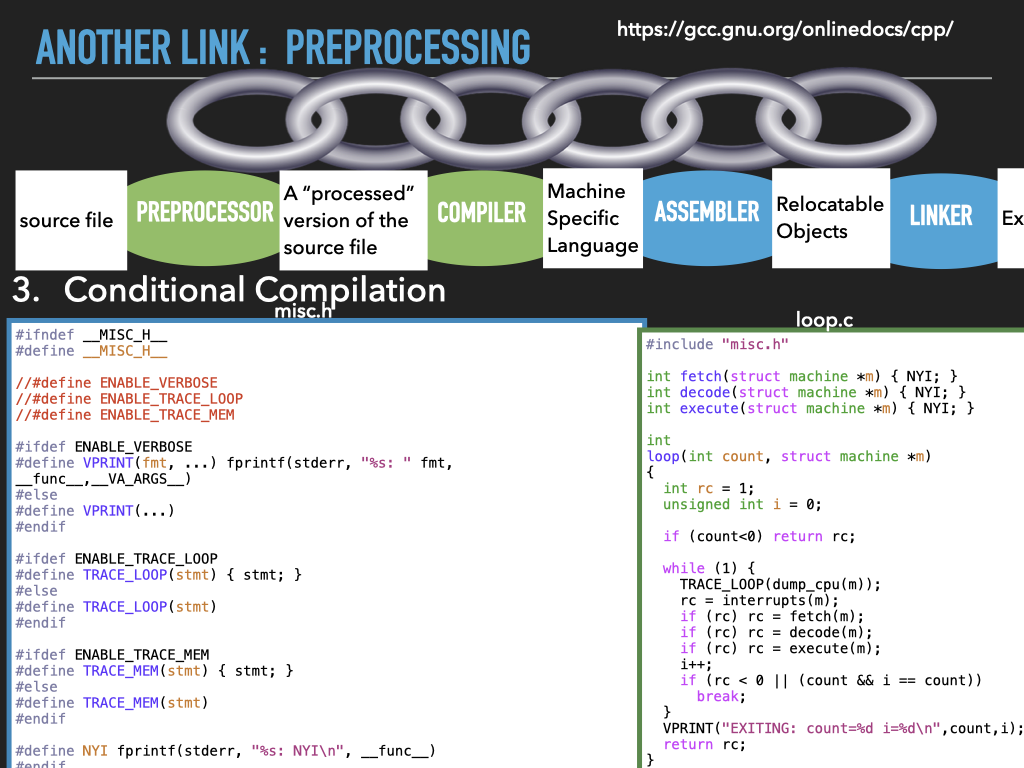 ANOTHER LINK : PREPROCESSING
https://gcc.gnu.org/onlinedocs/cpp/
source file
PREPROCESSOR
A “processed”
version of the
source file
COMPILER
Machine
Specific
Language
ASSEMBLER
Relocatable
Objects
LINKER
Ex
3. Conditional Compilation
misc.h
#ifndef __MISC_H__
#define __MISC_H__
//#define ENABLE_VERBOSE
//#define ENABLE_TRACE_LOOP
//#define ENABLE_TRACE_MEM
#ifdef ENABLE_VERBOSE
#define VPRINT(fmt, ...) fprintf(stderr, "%s: " fmt,
__func__,__VA_ARGS__)
#else
#define VPRINT(...)
#endif
#ifdef ENABLE_TRACE_LOOP
#define TRACE_LOOP(stmt) { stmt; }
#else
#define TRACE_LOOP(stmt)
#endif
#ifdef ENABLE_TRACE_MEM
#define TRACE_MEM(stmt) { stmt; }
#else
#define TRACE_MEM(stmt)
#endif
#define NYI fprintf(stderr, "%s: NYI\n", __func__)
#endif
loop.c
#include "misc.h"
int fetch(struct machine *m) { NYI; }
int decode(struct machine *m) { NYI; }
int execute(struct machine *m) { NYI; }
int
loop(int count, struct machine *m)
{
int rc = 1;
unsigned int i = 0;
if (count<0) return rc;
while (1) {
TRACE_LOOP(dump_cpu(m));
rc = interrupts(m);
if (rc) rc = fetch(m);
if (rc) rc = decode(m);
if (rc) rc = execute(m);
i++;
if (rc < 0 || (count && i == count))
break;
}
VPRINT("EXITING: count=%d i=%d\n",count,i);
return rc;
}